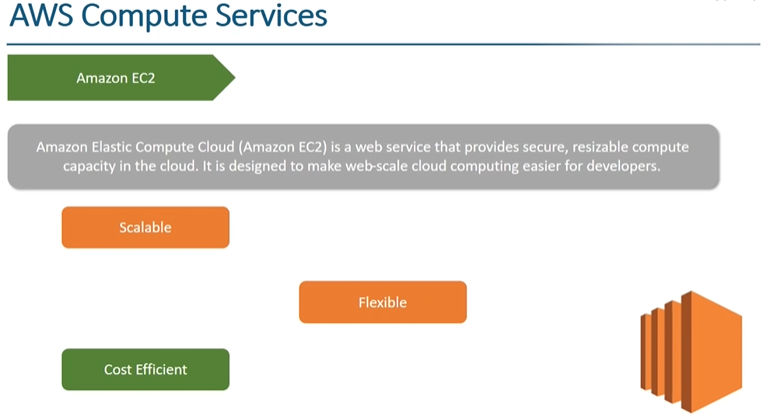 AWS Compute Services
Amazon EC2
Amazon Elastic Compute Cloud (Amazon EC2) is a web service that provides secure, resizable compute
capacity in the cloud. It is designed to make web-scale cloud computing easier for developers.
Scalable
Flexible
Cost Efficient